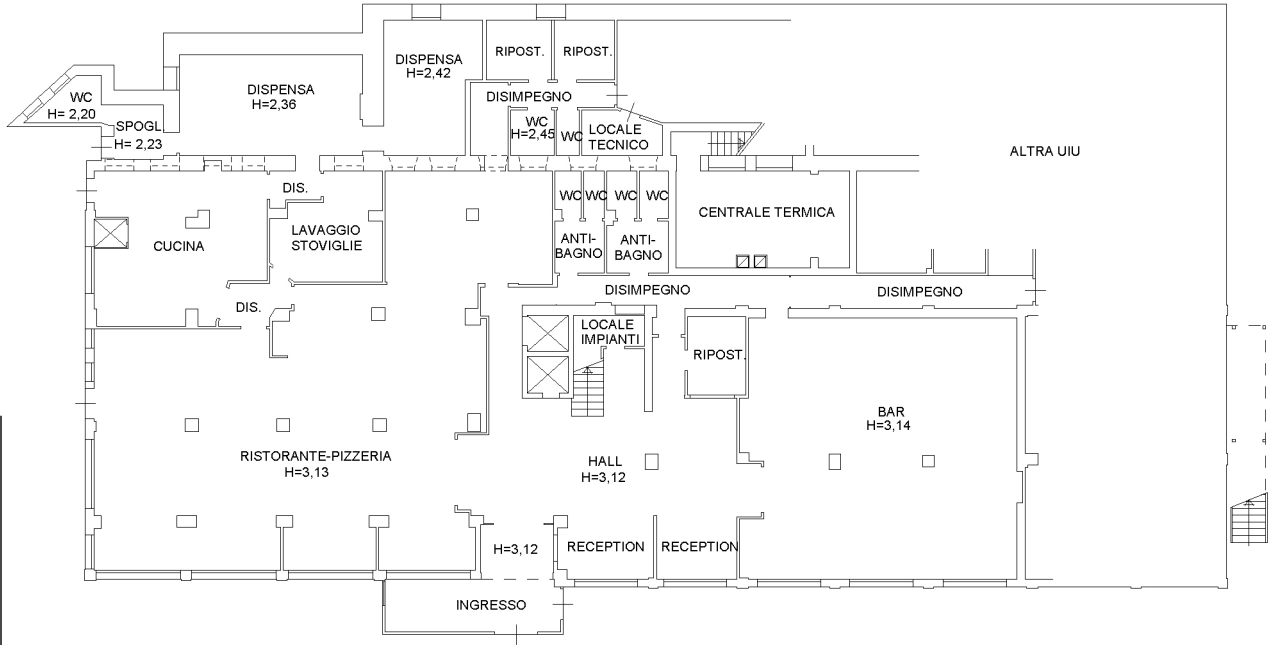 RIPOST.
RIPOST.
DISPENSA
H=2,42
DISPENSA
H=2,36
WC
H= 2,20
SPOGL.
H= 2,23
DISIMPEGNO
WC
H=2,45
WC
LOCALE
TECNICO
ALTRA UIU
DIS.
WC
WC
WC
WC
CENTRALE TERMICA
LAVAGGIO
STOVIGLIE
CUCINA
ANTI-
BAGNO
ANTI-
BAGNO
DISIMPEGNO
DISIMPEGNO
DIS.
LOCALE
IMPIANTI
RIPOST.
BAR
H=3,14
RISTORANTE-PIZZERIA
H=3,13
HALL
H=3,12
H=3,12
RECEPTION
RECEPTION
INGRESSO